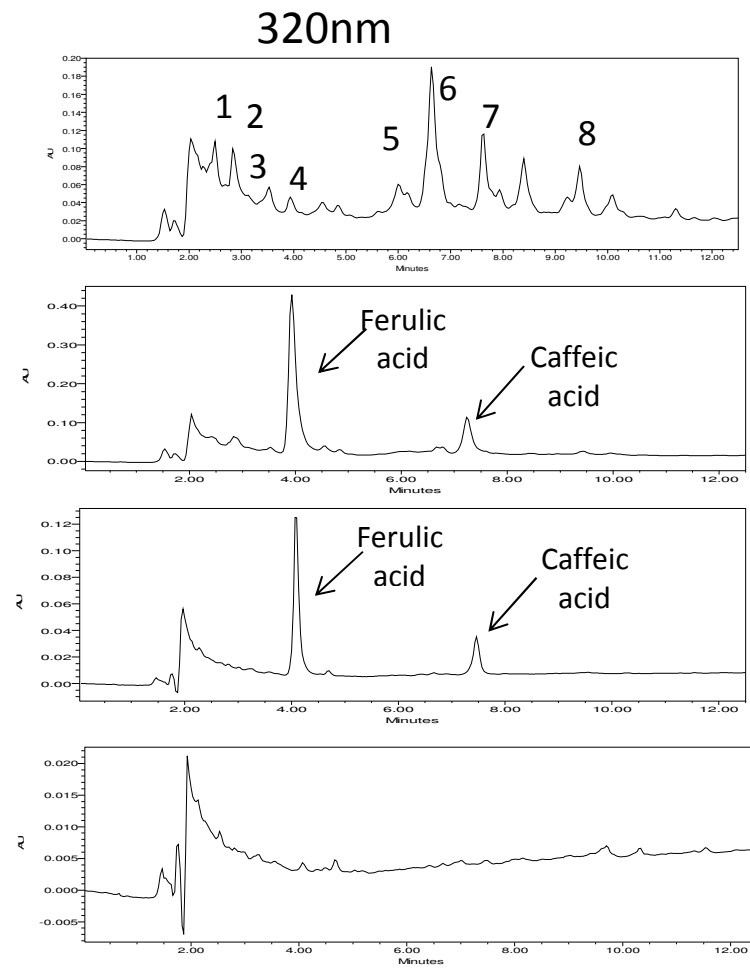 320nm
0.20
0.18
0.16
0.14
0.12
0.10
0.08
0.06
0.04
0.02
0.00
AU
1 2
3 4
5
6
7
8
1.00 2.00 3.00 4.00 5.00 6.00 7.00 8.00 9.00 10.00 11.00 12.00
Minutes
0.40
0.30
0.20
0.10
0.00
AU
Ferulic
acid
Caffeic
acid
2.00 4.00 6.00 8.00 10.00 12.00
Minutes
0.12
0.10
0.08
0.06
0.04
0.02
0.00
AU
Ferulic
acid
Caffeic
acid
2.00 4.00 6.00 8.00 10.00 12.00
Minutes
0.020
0.015
0.010
0.005
0.000
-0.005
AU
2.00 4.00 6.00 8.00 10.00 12.00
Minutes